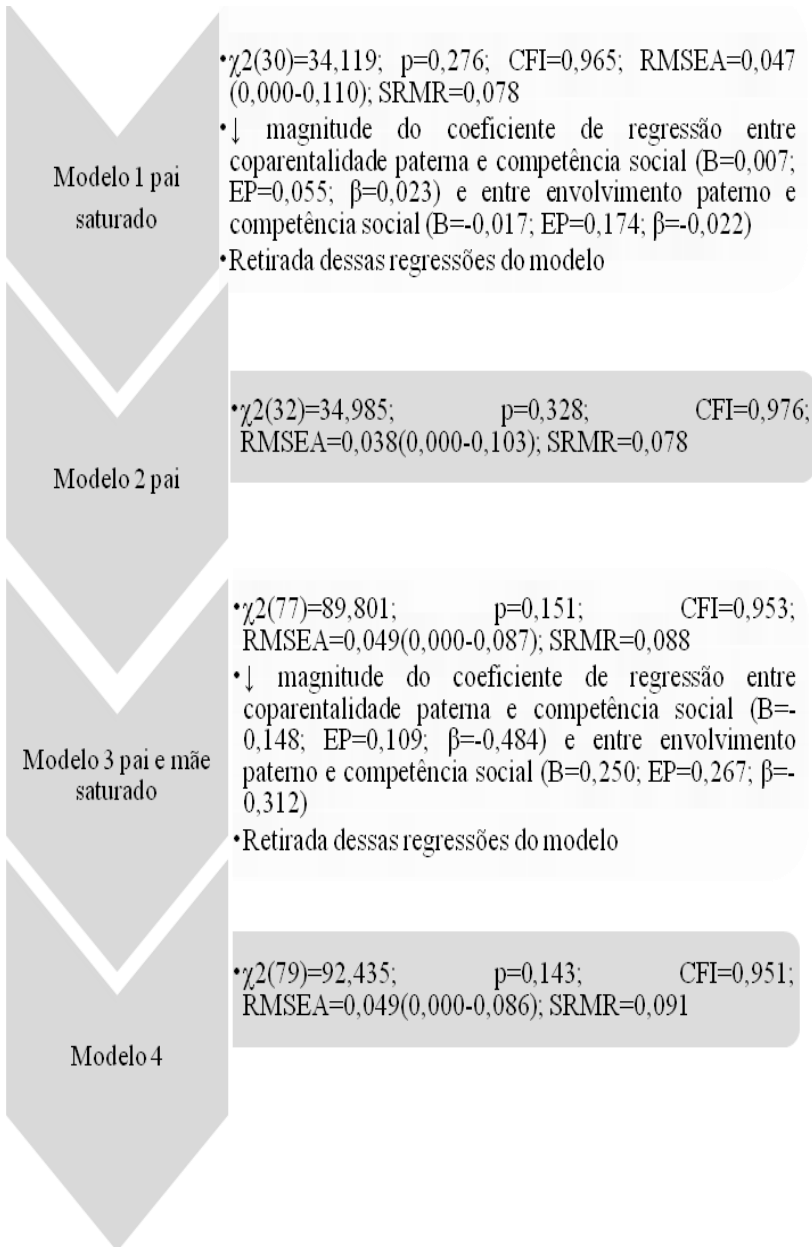 Modelo 1 pai
saturado
•χ2(30)=34,119; p=0,276; CFI=0,965; RMSEA=0,047
(0,000-0,110); SRMR=0,078
•↓ magnitude do coeficiente de regressão entre
coparentalidade paterna e competência social (B=0,007;
EP=0,055; β=0,023) e entre envolvimento paterno e
competência social (B=-0,017; EP=0,174; β=-0,022)
•Retirada dessas regressões do modelo
Modelo 2 pai
•χ2(32)=34,985; p=0,328; CFI=0,976;
RMSEA=0,038(0,000-0,103); SRMR=0,078
Modelo 3 pai e mãe
saturado
•χ2(77)=89,801; p=0,151; CFI=0,953;
RMSEA=0,049(0,000-0,087); SRMR=0,088
•↓ magnitude do coeficiente de regressão entre
coparentalidade paterna e competência social (B=-
0,148; EP=0,109; β=-0,484) e entre envolvimento
paterno e competência social (B=0,250; EP=0,267; β=-
0,312)
•Retirada dessas regressões do modelo
Modelo 4
•χ2(79)=92,435; p=0,143; CFI=0,951;
RMSEA=0,049(0,000-0,086); SRMR=0,091